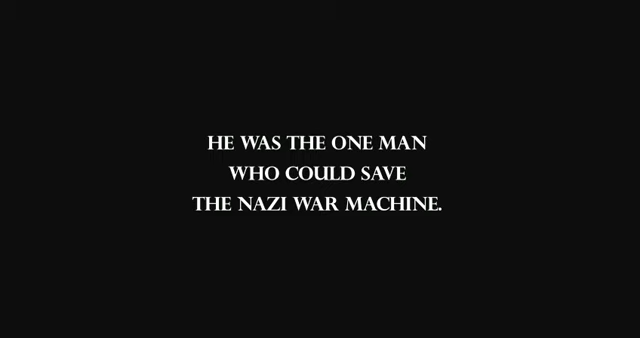 HE WAS THE ONE MAN
WHO COULD SAVE
THE NAZI WAR MACHINE.